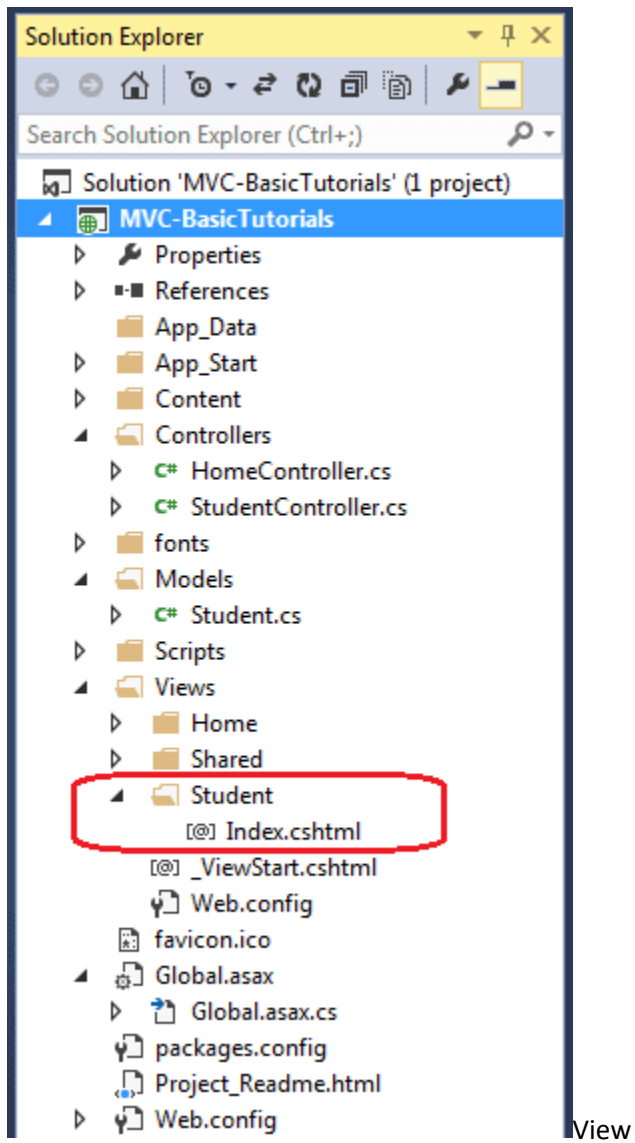 Solution Explorer
Search Solution Explorer (Ctrl+;)
Solution 'MVC-BasicTutorials' (1 project)
MVC-BasicTutorials
Properties
References
App_Data
App_Start
Content
Controllers
C# HomeController.cs
C# StudentController.cs
fonts
Models
C# Student.cs
Scripts
Views
Home
Shared
Student
[@] Index.cshtml
[@] _ViewStart.cshtml
Web.config
favicon.ico
Global.asax
Global.asax.cs
packages.config
Project_Readme.html
Web.config
View